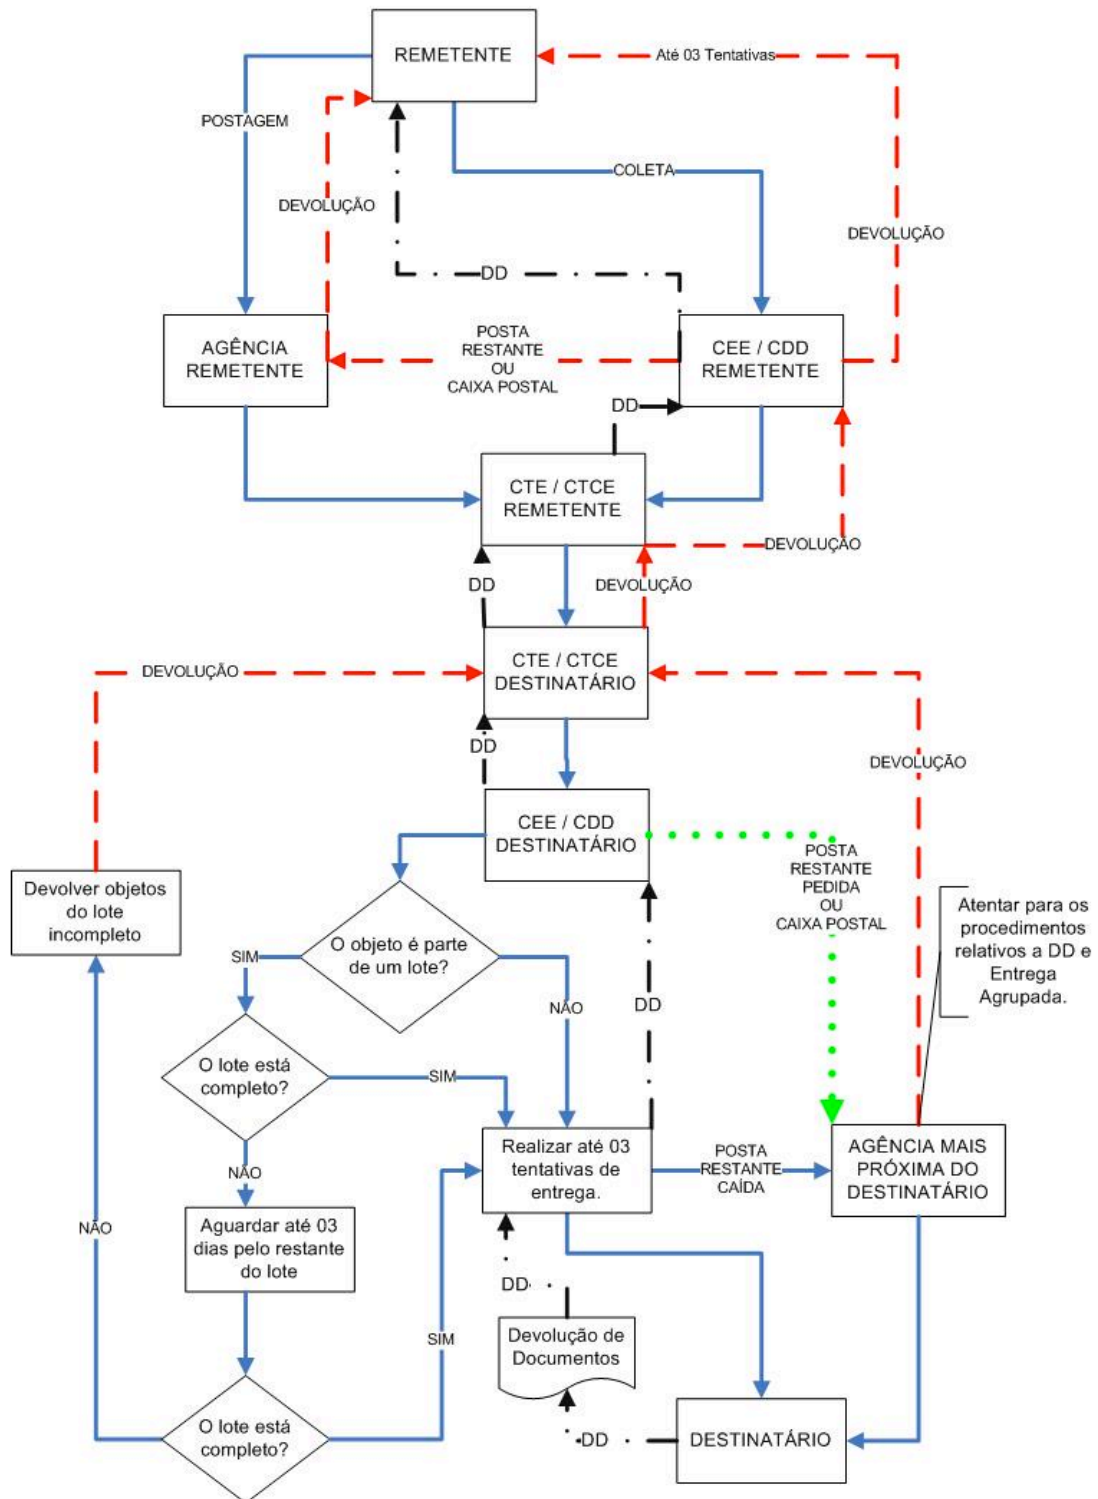 REMETENTE
Até 03 Tentativas
POSTAGEM
COLETA
DEVOLUÇÃO
DEVOLUÇÃO
DD
AGÊNCIA
REMETENTE
POSTA
RESTANTE
OU
CAIXA POSTAL
CEE / CDD
REMETENTE
DD
CTE / CTCE
REMETENTE
DEVOLUÇÃO
DD
DEVOLUÇÃO
DEVOLUÇÃO
CTE / CTCE
DESTINATÁRIO
DD
DEVOLUÇÃO
CEE / CDD
DESTINATÁRIO
POSTA
RESTANTE
PEDIDA
OU
CAIXA POSTAL
Devolver objetos
do lote
incompleto
Atentar para os
procedimentos
relativos a DD e
Entrega
Agrupada.
O objeto é parte
de um lote?
SIM
NÃO
DD
O lote está
completo?
SIM
Realizar até 03
tentativas de
entrega.
POSTA
RESTANTE
CAÍDA
AGÊNCIA MAIS
PRÓXIMA DO
DESTINATÁRIO
NÃO
NÃO
Aguardar até 03
dias pelo restante
do lote
DD
SIM
Devolução de
Documentos
O lote está
completo?
DD
DESTINATÁRIO